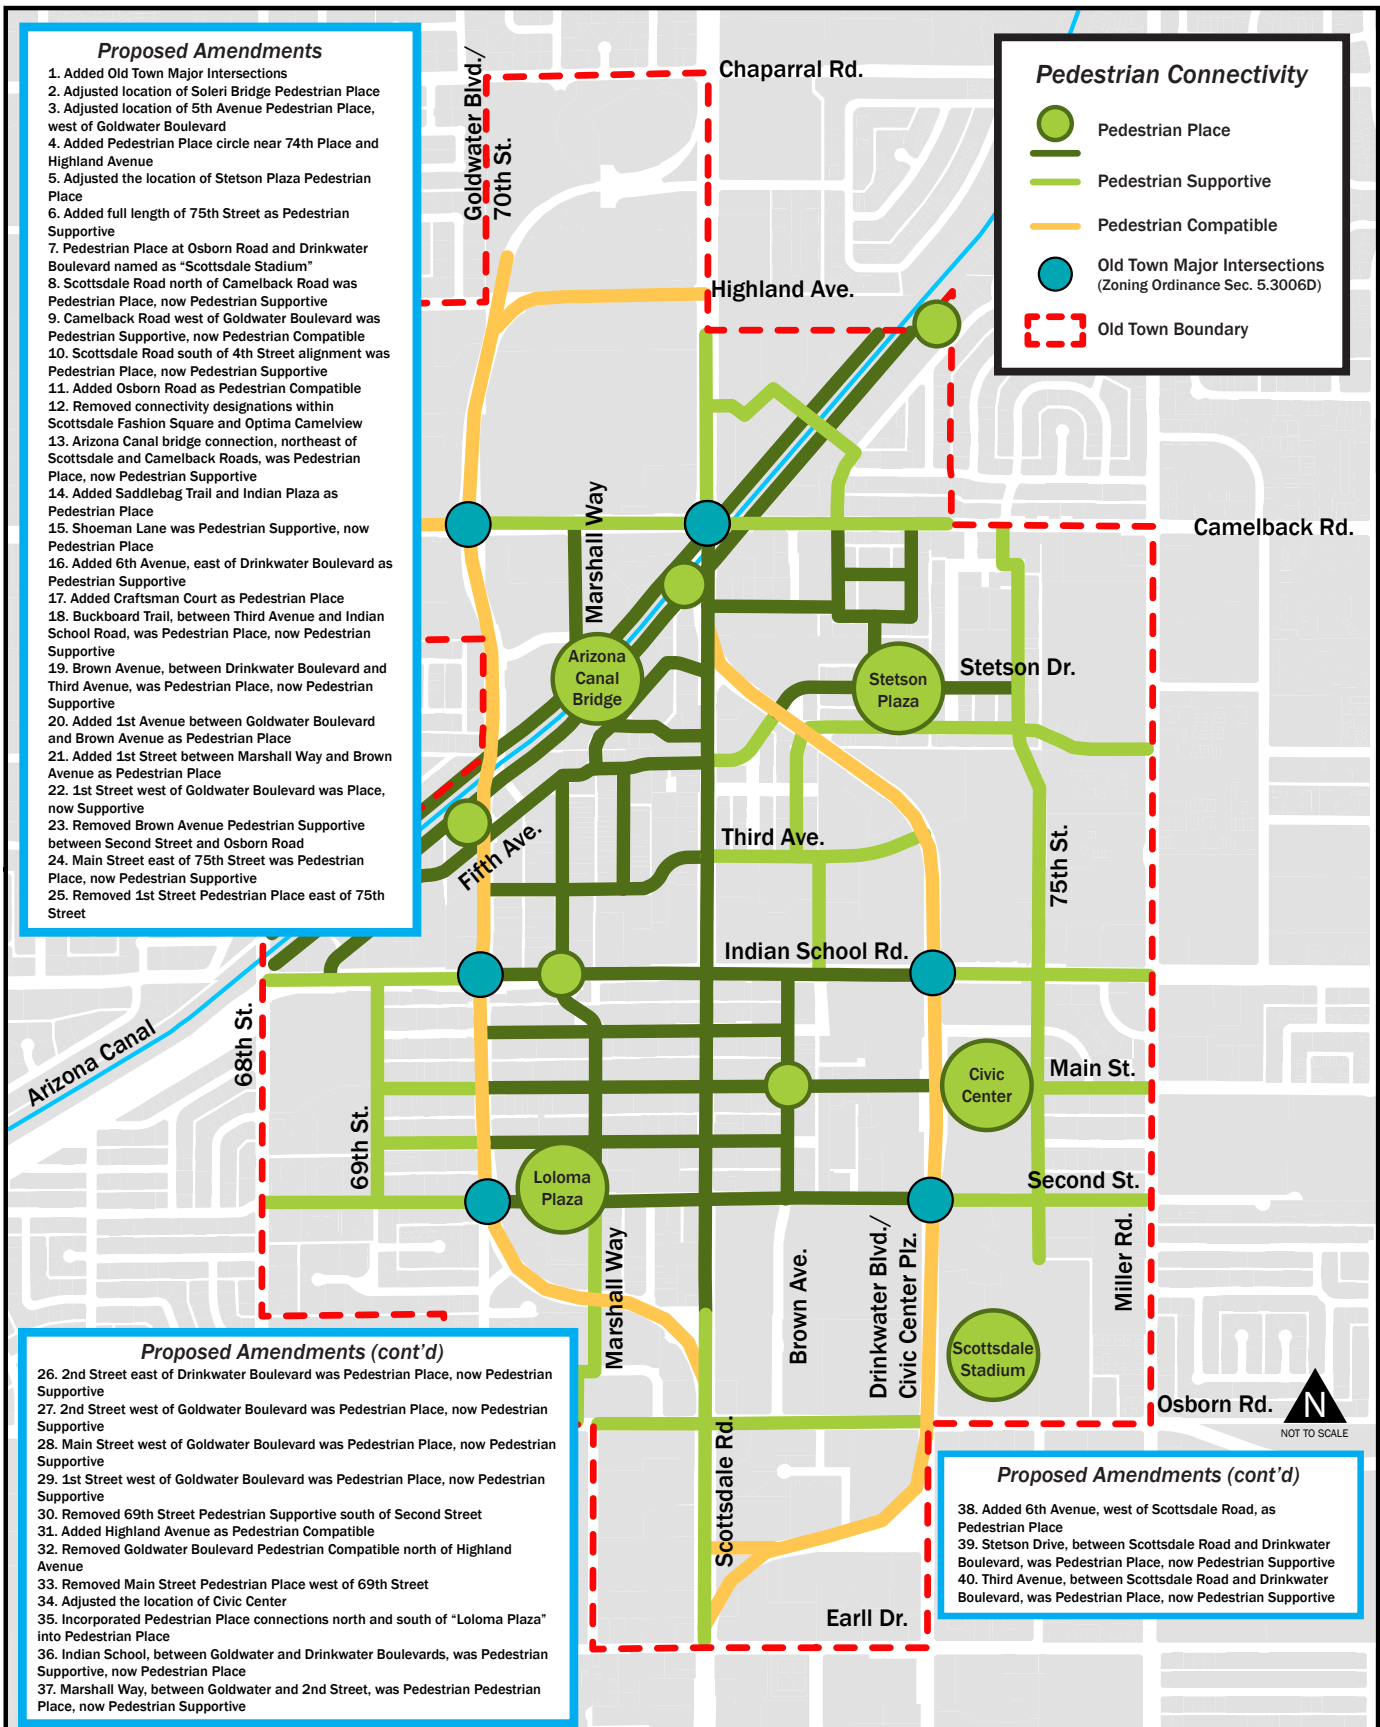 Proposed Amendments
1. Added Old Town Major Intersections
2. Adjusted location of Soleri Bridge Pedestrian Place
3. Adjusted location of 5th Avenue Pedestrian Place,
west of Goldwater Boulevard
4. Added Pedestrian Place circle near 74th Place and
Highland Avenue
5. Adjusted the location of Stetson Plaza Pedestrian
Place
6. Added full length of 75th Street as Pedestrian
Supportive
7. Pedestrian Place at Osborn Road and Drinkwater
Boulevard named as “Scottsdale Stadium”
8. Scottsdale Road north of Camelback Road was
Pedestrian Place, now Pedestrian Supportive
9. Camelback Road west of Goldwater Boulevard was
Pedestrian Supportive, now Pedestrian Compatible
10. Scottsdale Road south of 4th Street alignment was
Pedestrian Place, now Pedestrian Supportive
11. Added Osborn Road as Pedestrian Compatible
12. Removed connectivity designations within
Scottsdale Fashion Square and Optima Camelview
13. Arizona Canal bridge connection, northeast of
Scottsdale and Camelback Roads, was Pedestrian
Place, now Pedestrian Supportive
14. Added Saddlebag Trail and Indian Plaza as
Pedestrian Place
15. Shoeman Lane was Pedestrian Supportive, now
Pedestrian Place
16. Added 6th Avenue, east of Drinkwater Boulevard as
Pedestrian Supportive
17. Added Craftsman Court as Pedestrian Place
18. Buckboard Trail, between Third Avenue and Indian
School Road, was Pedestrian Place, now Pedestrian
Supportive
19. Brown Avenue, between Drinkwater Boulevard and
Third Avenue, was Pedestrian Place, now Pedestrian
Supportive
20. Added 1st Avenue between Goldwater Boulevard
and Brown Avenue as Pedestrian Place
21. Added 1st Street between Marshall Way and Brown
Avenue as Pedestrian Place
22. 1st Street west of Goldwater Boulevard was Place,
now Supportive
23. Removed Brown Avenue Pedestrian Supportive
between Second Street and Osborn Road
24. Main Street east of 75th Street was Pedestrian
Place, now Pedestrian Supportive
25. Removed 1st Street Pedestrian Place east of 75th
Street
Pedestrian Connectivity
Pedestrian Place
Pedestrian Supportive
Pedestrian Compatible
Old Town Major Intersections
(Zoning Ordinance Sec. 5.3006D)
Old Town Boundary
Goldwater Blvd./
70th St.
Chaparral Rd.
Highland Ave.
Camelback Rd.
Marshall Way
Arizona
Canal
Bridge
Stetson
Plaza
Stetson Dr.
Fifth Ave.
Third Ave.
75th St.
Indian School Rd.
Arizona Canal
68th St.
69th St.
Civic
Center
Main St.
Loloma
Plaza
Second St.
Marshall Way
Brown Ave.
Drinkwater Blvd./
Civic Center Plz.
Miller Rd.
Scottsdale
Stadium
Osborn Rd.
N
NOT TO SCALE
Scottsdale Rd.
Earll Dr.
Proposed Amendments (cont’d)
26. 2nd Street east of Drinkwater Boulevard was Pedestrian Place, now Pedestrian
Supportive
27. 2nd Street west of Goldwater Boulevard was Pedestrian Place, now Pedestrian
Supportive
28. Main Street west of Goldwater Boulevard was Pedestrian Place, now Pedestrian
Supportive
29. 1st Street west of Goldwater Boulevard was Pedestrian Place, now Pedestrian
Supportive
30. Removed 69th Street Pedestrian Supportive south of Second Street
31. Added Highland Avenue as Pedestrian Compatible
32. Removed Goldwater Boulevard Pedestrian Compatible north of Highland
Avenue
33. Removed Main Street Pedestrian Place west of 69th Street
34. Adjusted the location of Civic Center
35. Incorporated Pedestrian Place connections north and south of “Loloma Plaza”
into Pedestrian Place
36. Indian School, between Goldwater and Drinkwater Boulevards, was Pedestrian
Supportive, now Pedestrian Place
37. Marshall Way, between Goldwater and 2nd Street, was Pedestrian Pedestrian
Place, now Pedestrian Supportive
Proposed Amendments (cont’d)
38. Added 6th Avenue, west of Scottsdale Road, as
Pedestrian Place
39. Stetson Drive, between Scottsdale Road and Drinkwater
Boulevard, was Pedestrian Place, now Pedestrian Supportive
40. Third Avenue, between Scottsdale Road and Drinkwater
Boulevard, was Pedestrian Place, now Pedestrian Supportive